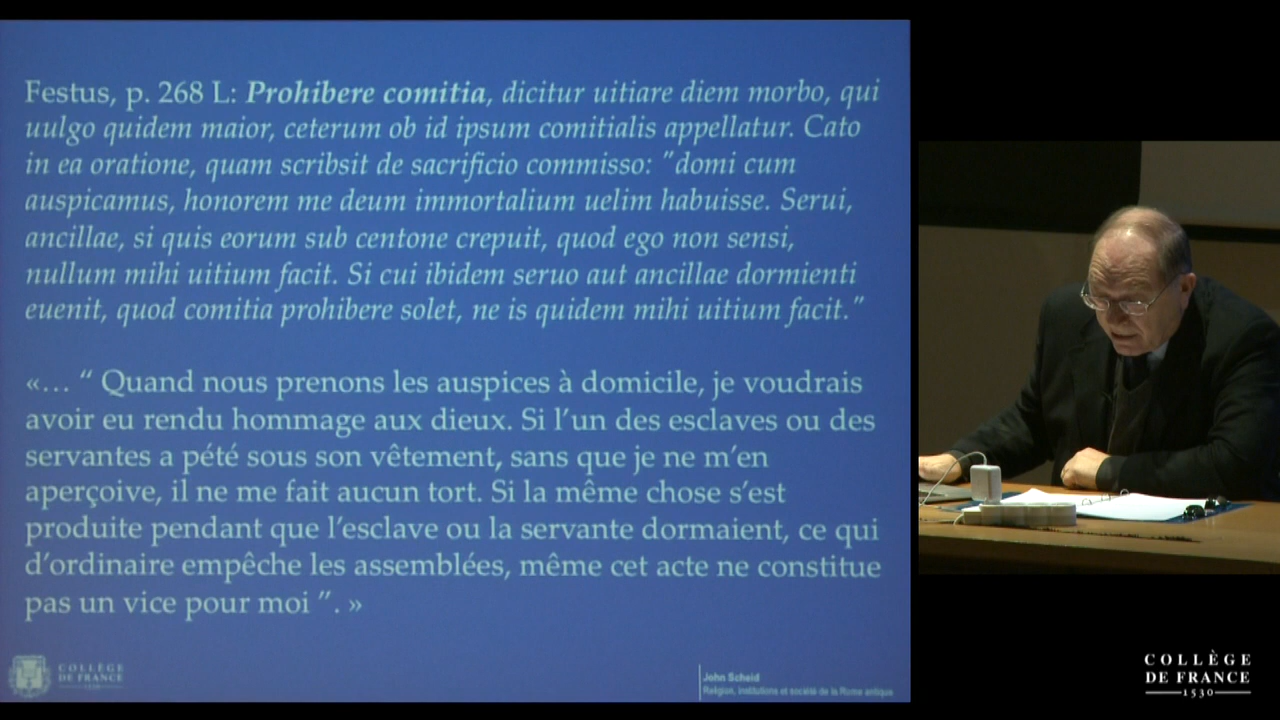 Festus, p. 268 L: Prohibere comitia, dicitur uitiare diem morbo, qui
uulgo quidem maior, ceterum ob id ipsum comitialis appellatur. Cato
in ea oratione, quam scribsit de sacrificio commisso: "domi cum
auspicamus, honorem me deum immortalium uelim habuisse. Serui,
ancillae, si quis eorum sub centone crepuit, quod ego non sensi,
nullum mihi uitium facit. Si cui ibidem seruo aut ancillae dormienti
euenit, quod comitia prohibere solet, ne is quidem mihi uitium facit."
«… “ Quand nous prenons les auspices à domicile, je voudrais
avoir eu rendu hommage aux dieux. Si l’un des esclaves ou des
servantes a pété sous son vêtement, sans que je ne m’en
aperçoive, il ne me fait aucun tort. Si la même chose s’est
produite pendant que l’esclave ou la servante dormaient, ce qui
d’ordinaire empêche les assemblées, même cet acte ne constitue
pas un vice pour moi ”. »
COLLÈGE
DE FRANCE
1530
John Scheid
Religion, institutions et société de la Rome antique
COLLÈGE
DE FRANCE
1530